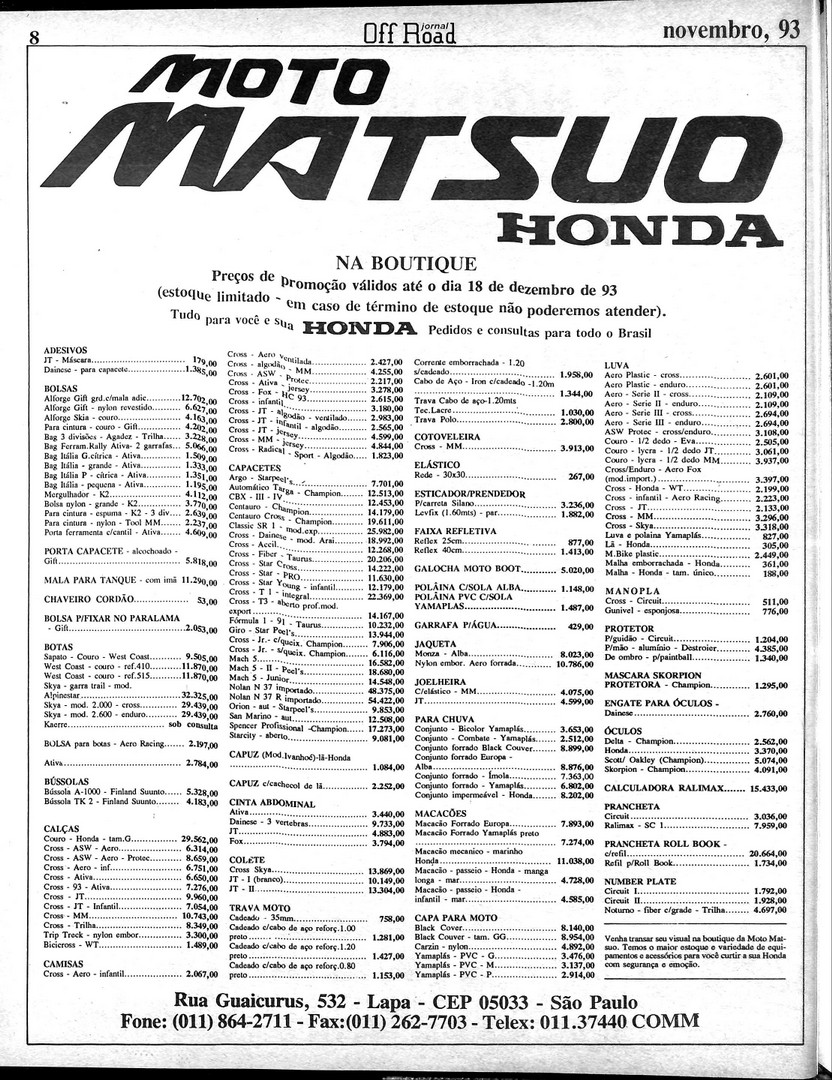 8
Off Road
jornal
novembro, 93
MOTO
MATSUO
HONDA
NA BOUTIQUE
Preços de promoção válidos até o dia 18 de dezembro de 93
(estoque limitado - em caso de término de estoque não poderemos atender).
Tudo para você e sua HONDA Pedidos e consultas para todo o Brasil
ADESIVOS
JT - Máscara 179,00
Dainese - para capacete 1.385,00
BOLSAS
Alforge Gift grd.c/mala adic 12.702,00
Alforge Gift - nylon revestido 6.627,00
Alforge Skia - couro 4.163,00
Para cintura - couro - Gift 4.202,00
Bag 3 divisões - Agadez - Trilha 3.228,00
Bag Ferram.Rally Ativa- 2 garrafas 5.066,00
Bag Itália G.cítrica - Ativa 1.509,00
Bag Itália - grande - Ativa 1.333,00
Bag Itália P - cítrica - Ativa 1.351,00
Bag Itália - pequena - Ativa 1.195,00
Mergulhador - K2 4.112,00
Bolsa nylon - grande - K2 3.770,00
Para cintura - espuma - K2 - 3 div 2.639,00
Para cintura - nylon - Tool MM 2.237,00
Porta ferramenta c/cantil - Ativa 4.609,00
PORTA CAPACETE - alcochoado -
Gift 5.818,00
MALA PARA TANQUE - com imã 11.290,00
CHAVEIRO CORDÃO 53,00
BOLSA P/FIXAR NO PARALAMA
- Gift 2.053,00
BOTAS
Sapato - Couro - West Coast 9.505,00
West Coast - couro - ref.410 11.870,00
West Coast - couro - ref.515 11.870,00
Skya - garra trail - mod.
Alpinestar 32.325,00
Skya - mod. 2.000 - cross 29.439,00
Skya - mod. 2.600 - enduro 29.439,00
Kaerre sob consulta
BOLSA para botas - Aero Racing 2.197,00
Ativa 2.784,00
BÚSSOLAS
Bússola A-1000 - Finland Suunto 5.328,00
Bússola TK 2 - Finland Suunto 4.183,00
CALÇAS
Couro - Honda - tam.G 29.562,00
Cross - ASW - Aero 6.314,00
Cross - ASW - Aero - Protec 8.659,00
Cross - Aero - inf 6.751,00
Cross - Ativa 6.650,00
Cross - 93 - Ativa 7.276,00
Cross - JT 9.960,00
Cross - JT - Infantil 7.054,00
Cross - MM 10.743,00
Cross - Trilha 8.349,00
Trip Treck - nylon embor 3.300,00
Bicicross - WT 1.489,00
CAMISAS
Cross - Aero - infantil 2.067,00
Cross - Aero ventilada 2.427,00
Cross - algodão - MM 4.255,00
Cross - ASW - Protec 2.217,00
Cross - Ativa - jersey 3.278,00
Cross - Fox - HC 93 2.615,00
Cross - infantil 3.180,00
Cross - JT - algodão - ventilado 2.983,00
Cross - JT - infantil - algodão 2.565,00
Cross - JT - jersey 4.599,00
Cross - MM - jersey 4.844,00
Cross - Radical - Sport - Algodão 1.823,00
CAPACETES
Argo - Starpeel's 7.701,00
Automático Targa - Champion 12.513,00
CBX - III - IV 12.453,00
Centauro - Champion 14.179,00
Centauro Cross - Champion 19.611,00
Classic SR 1 - mod.exp 25.982,00
Cross - Dainese - mod. Arai 18.992,00
Cross - Accil 12.268,00
Cross - Fiber - Taurus 20.206,00
Cross - Star Cross 14.222,00
Cross - Star - PRO 11.630,00
Cross - Star Young - infantil 12.179,00
Cross - T 1 - integral 22.369,00
Cross - T3 - aberto prof.mod.
export 14.167,00
Fórmula 1 - 91 - Taurus 10.232,00
Giro - Star Peel's 13.944,00
Cross - Jr.- c/queix. Champion 7.906,00
Cross - Jr. - s/queix. Champion 6.116,00
Mach 5 16.582,00
Mach 5 - II - Peel's 18.680,00
Mach 5 - Junior 14.548,00
Nolan N 37 importado 48.375,00
Nolan N 37 R importado 54.422,00
Orion - aut - Starpeel's 9.853,00
San Marino - aut 12.508,00
Spencer Profissional -Champion 17.273,00
Starcity - aberto 9.081,00
CAPUZ (Mod.Ivanhoé)-lã-Honda
1.084,00
CAPUZ c/cachecol de lã 2.252,00
CINTA ABDOMINAL
Ativa 3.440,00
Dainese - 3 vertebras 9.733,00
JT 4.883,00
Fox 3.794,00
COLETE
Cross Skya 13.869,00
JT - I (branco) 10.149,00
JT - II 13.304,00
TRAVA MOTO
Cadeado - 35mm 758,00
Cadeado c/cabo de aço reforç.1.00
preto 1.281,00
Cadeado c/cabo de aço reforç.1.20
preto 1.427,00
Cadeado c/cabo de aço reforç.0.80
preto 1.153,00
Corrente emborrachada - 1.20
s/cadeado 1.958,00
Cabo de Aço - Iron c/cadeado -1.20m
1.344,00
Trava Cabo de aço-1.20mts
Tec.Lacre 1.030,00
Trava Polo 2.800,00
COTOVELEIRA
Cross - MM 3.913,00
ELÁSTICO
Rede - 30x30 267,00
ESTICADOR/PRENDEDOR
P/carreta Silano 3.236,00
Levfix (1.60mts) - par 1.882,00
FAIXA REFLETIVA
Reflex 25cm 877,00
Reflex 40cm 1.413,00
GALOCHA MOTO BOOT 5.020,00
POLÁINA C/SOLA ALBA 1.148,00
POLÁINA PVC C/SOLA
YAMAPLAS 1.487,00
GARRAFA P/ÁGUA 429,00
JAQUETA
Monza - Alba 8.023,00
Nylon embor. Aero forrada 10.786,00
JOELHEIRA
C/elástico - MM 4.075,00
JT 4.599,00
PARA CHUVA
Conjunto - Bicolor Yamaplás 3.653,00
Conjunto - Combate - Yamaplás 2.512,00
Conjunto forrado Black Couver 8.899,00
Conjunto forrado - Europa -
Alba 8.876,00
Conjunto forrado - Ímola 7.363,00
Conjunto forrado - Yamaplás 6.802,00
Conjunto impermeável - Honda 8.202,00
MACACÕES
Macacão Forrado Europa 7.893,00
Macacão Forrado Yamaplás preto
7.274,00
Macacão mecanico - marinho
Honda 11.038,00
Macacão - passeio - Honda - manga
longa - mar 4.728,00
Macacão - passeio - Honda -
infantil - mar 4.585,00
CAPA PARA MOTO
Black Cover 8.140,00
Black Couver - tam. GG 8.954,00
Carzin - nylon 4.892,00
Yamaplás - PVC - G 3.476,00
Yamaplás - PVC - M 3.137,00
Yamaplás - PVC - P 2.914,00
LUVA
Aero Plastic - cross 2.601,00
Aero Plastic - enduro 2.601,00
Aero - Serie II - cross 2.109,00
Aero - Serie II - enduro 2.109,00
Aero - Serie III - cross 2.694,00
Aero - Serie III - enduro 2.694,00
ASW Protec - cross/enduro 3.108,00
Couro - 1/2 dedo - Eva 2.505,00
Couro - lycra - 1/2 dedo JT 3.061,00
Couro - lycra - 1/2 dedo MM 3.937,00
Cross/Enduro - Aero Fox
(mod.import.) 3.397,00
Cross - Honda - WT 2.199,00
Cross - infantil - Aero Racing 2.223,00
Cross - JT 2.133,00
Cross - MM 3.296,00
Cross - Skya 3.318,00
Luva e polaina Yamaplás 827,00
Lã - Honda 305,00
M.Bike plastic 2.449,00
Malha emborrachada - Honda 361,00
Malha - Honda - tam. único 188,00
MANOPLA
Cross - Circuit 511,00
Gunivel - esponjosa 776,00
PROTETOR
P/guidão - Circuit 1.204,00
P/mão - alumínio - Destroier 4.385,00
De ombro - p/paintball 1.340,00
MASCARA SKORPION
PROTETORA - Champion 1.295,00
ENGATE PARA ÓCULOS -
Dainese 2.760,00
ÓCULOS
Delta - Champion 2.562,00
Honda 3.370,00
Scott/ Oakley (Champion) 5.074,00
Skorpion - Champion 4.091,00
CALCULADORA RALIMAX 15.433,00
PRANCHETA
Circuit 3.036,00
Ralimax - SC 1 7.959,00
PRANCHETA ROLL BOOK -
c/refil 20.664,00
Refil p/Roll Book 1.734,00
NUMBER PLATE
Circuit I 1.792,00
Circuit II 1.928,00
Noturno - fiber c/grade - Trilha 4.697,00
Venha transar seu visual na boutique da Moto Mat-
suo. Temos o maior estoque e variedade de equi-
pamentos e acessórios para você curtir a sua Honda
com segurança e emoção.
Rua Guaicurus, 532 - Lapa - CEP 05033 - São Paulo
Fone: (011) 864-2711 - Fax:(011) 262-7703 - Telex: 011.37440 COMM